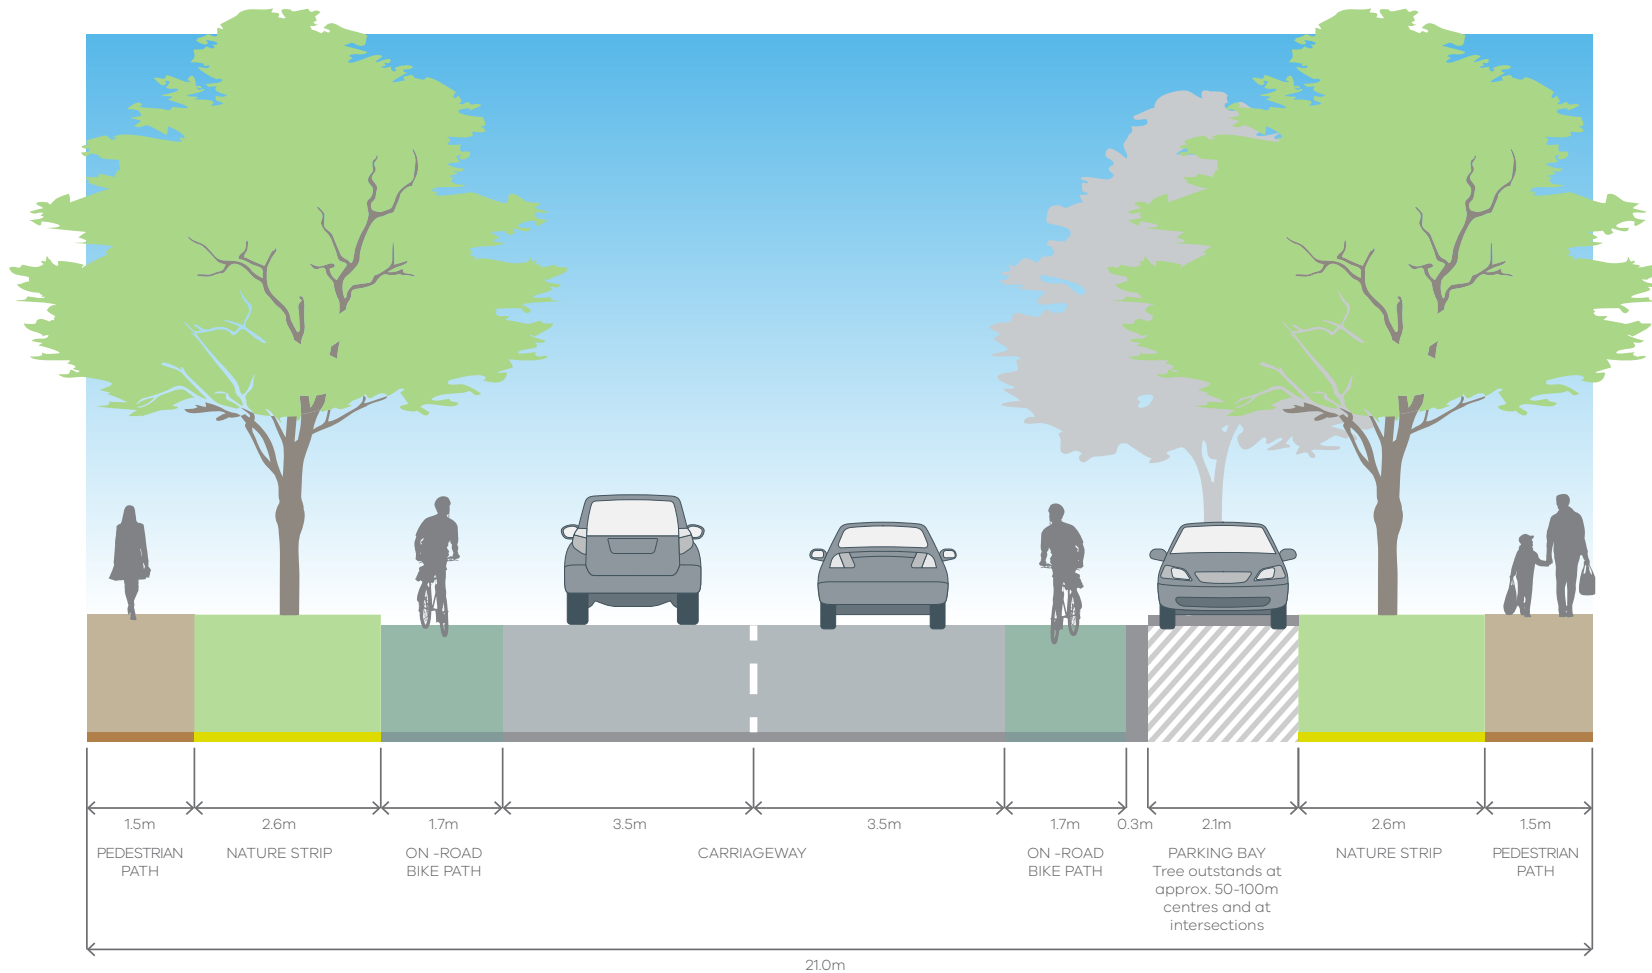 1.5m
2.6m
1.7m
3.5m
3.5m
1.7m
0.3m
2.1m
2.6m
1.5m
PEDESTRIAN
PATH
NATURE STRIP
ON -ROAD
BIKE PATH
CARRIAGEWAY
ON -ROAD
BIKE PATH
PARKING BAY
Tree outstands at
approx. 50-100m
centres and at
intersections
NATURE STRIP
PEDESTRIAN
PATH
21.0m